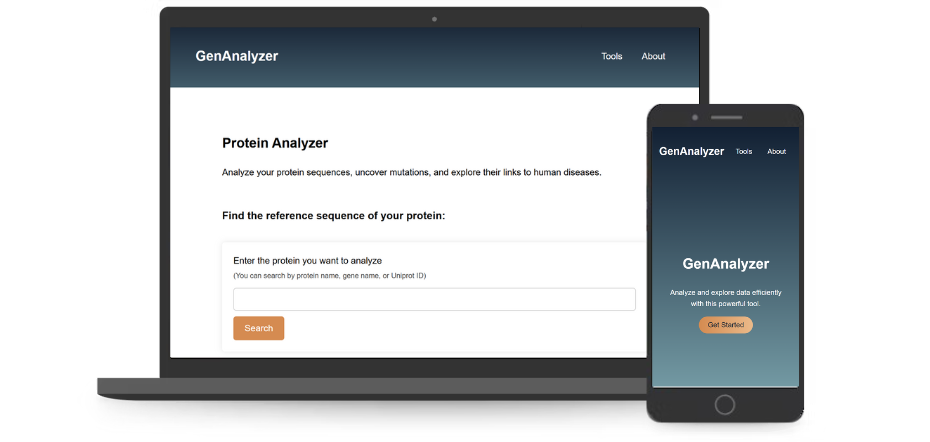 GenAnalyzer
Tools About
Protein Analyzer
Analyze your protein sequences, uncover mutations, and explore their links to human diseases.
Find the reference sequence of your protein:
Enter the protein you want to analyze
(You can search by protein name, gene name, or Uniprot ID)
Search
GenAnalyzer Tools About
GenAnalyzer
Analyze and explore data efficiently
with this powerful tool.
Get Started